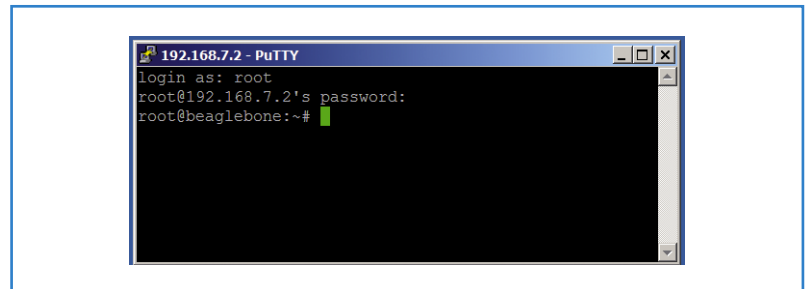 192.168.7.2 - PuTTY
login as: root
root@192.168.7.2's password:
root@beaglebone:~#